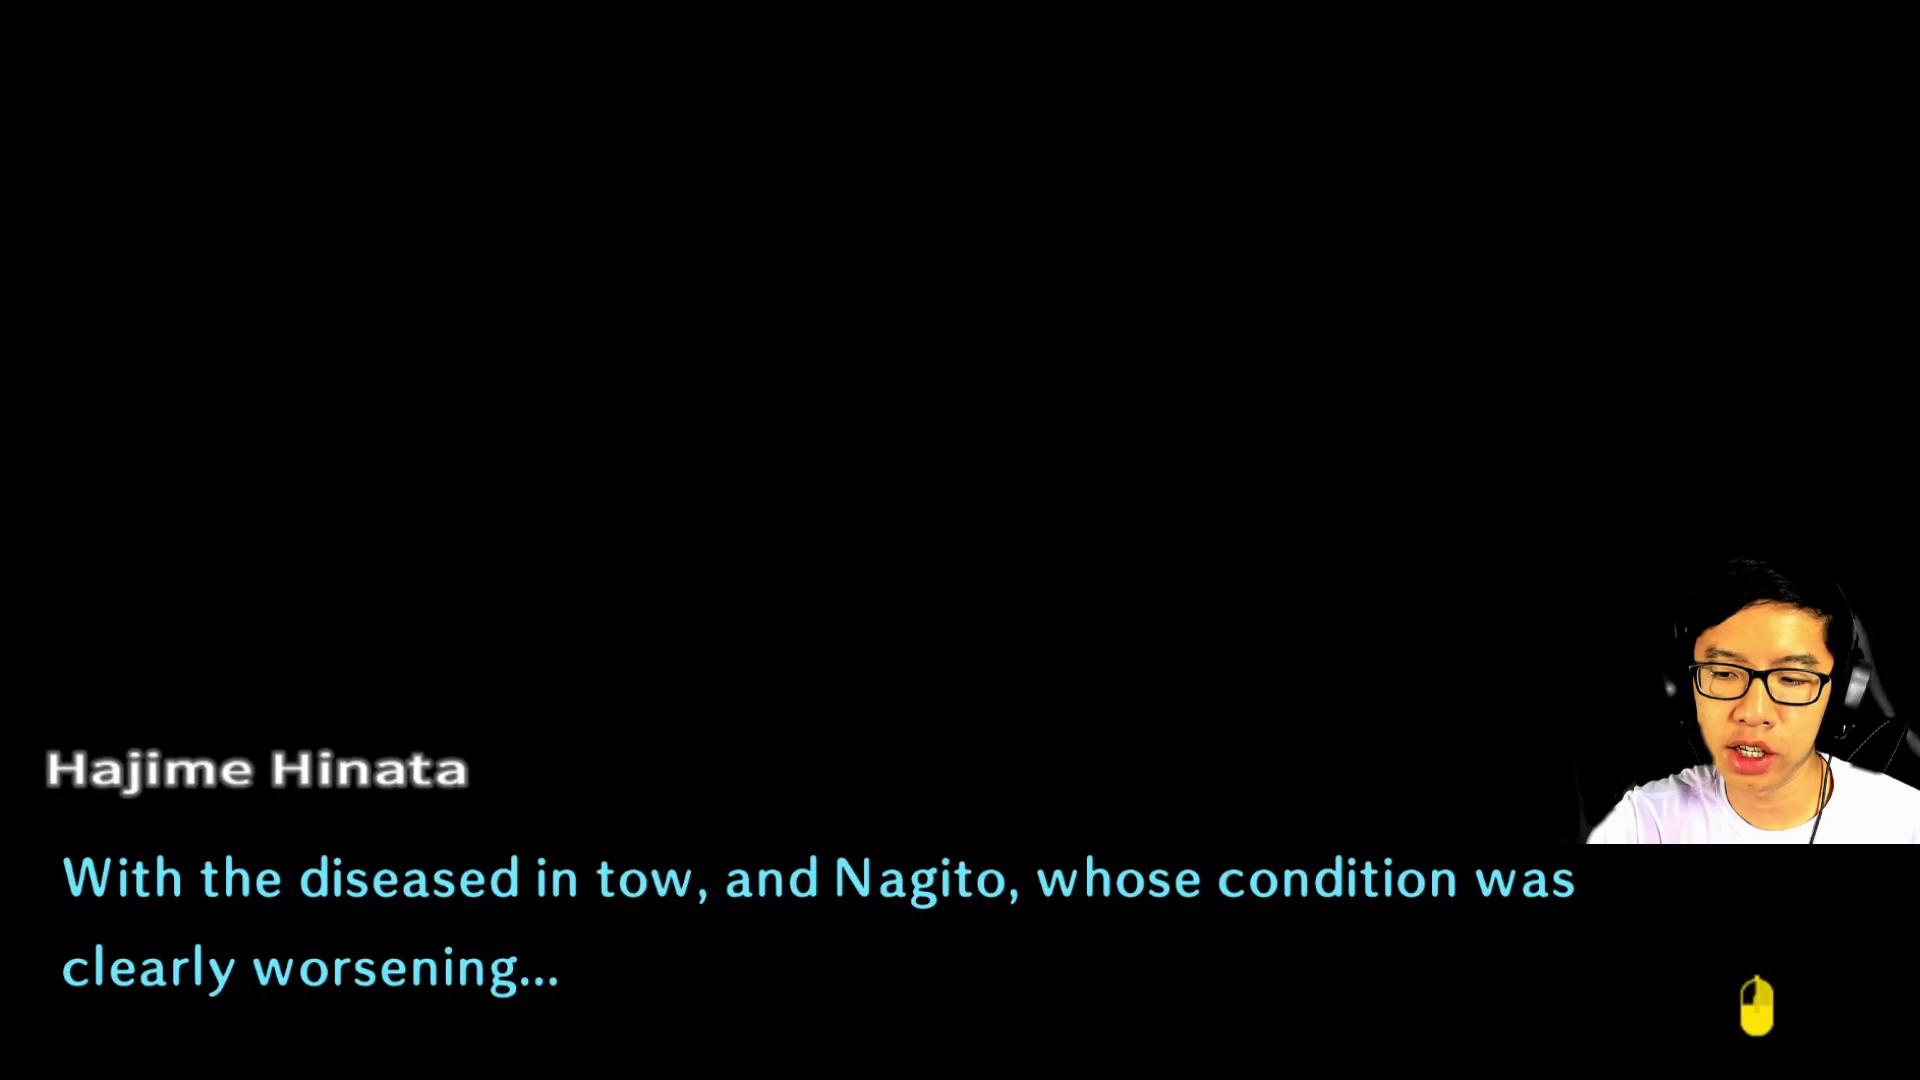 Hajime Hinata
With the diseased in tow, and Nagito, whose condition was
clearly worsening...